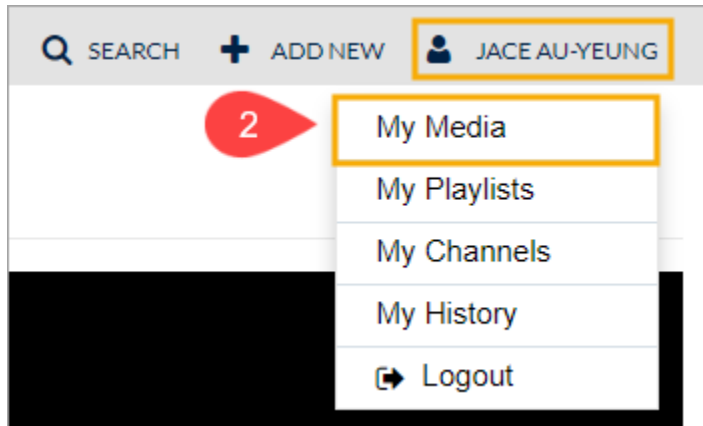 SEARCH ADD NEW JACE AU-YEUNG
2 My Media
My Playlists
My Channels
My History
Logout